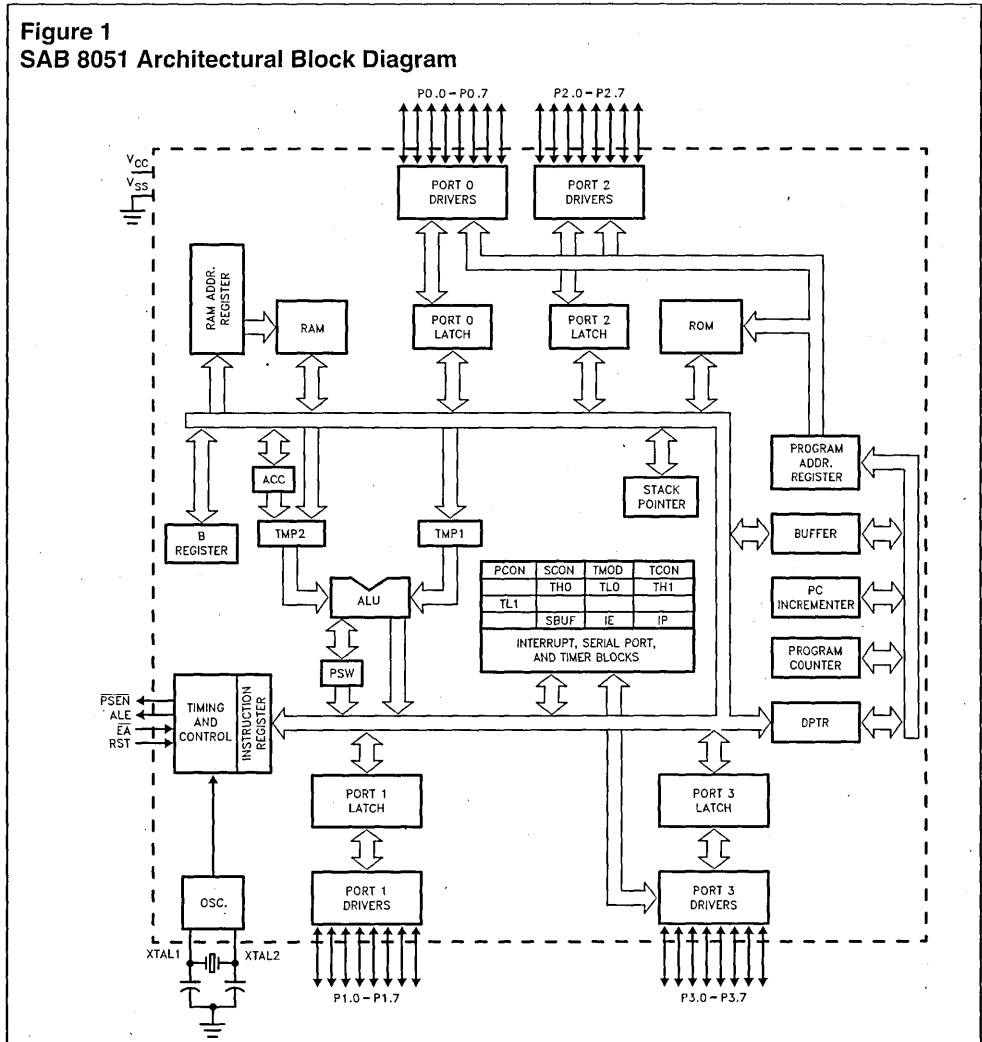 Figure 1
SAB 8051 Architectural Block Diagram
P0.0-P0.7
P2.0-P2.7
VCC
VSS
PORT 0
DRIVERS
PORT 2
DRIVERS
RAM ADDR.
REGISTER
RAM
PORT 0
LATCH
PORT 2
LATCH
ROM
ACC
B
REGISTER
TMP2
TMP1
STACK
POINTER
PROGRAM
ADDR.
REGISTER
BUFFER
PC
INCREMENTER
PROGRAM
COUNTER
DPTR
ALU
PSW
PCON SCON TMOD TCON
TH0 TL0 TH1
TL1
SBUF IE IP
INTERRUPT, SERIAL PORT,
AND TIMER BLOCKS
PSEN
ALE
EA
RST
TIMING
AND
CONTROL
INSTRUCTION
REGISTER
PORT 1
LATCH
PORT 3
LATCH
OSC.
PORT 1
DRIVERS
PORT 3
DRIVERS
XTAL1
XTAL2
P1.0-P1.7
P3.0-P3.7